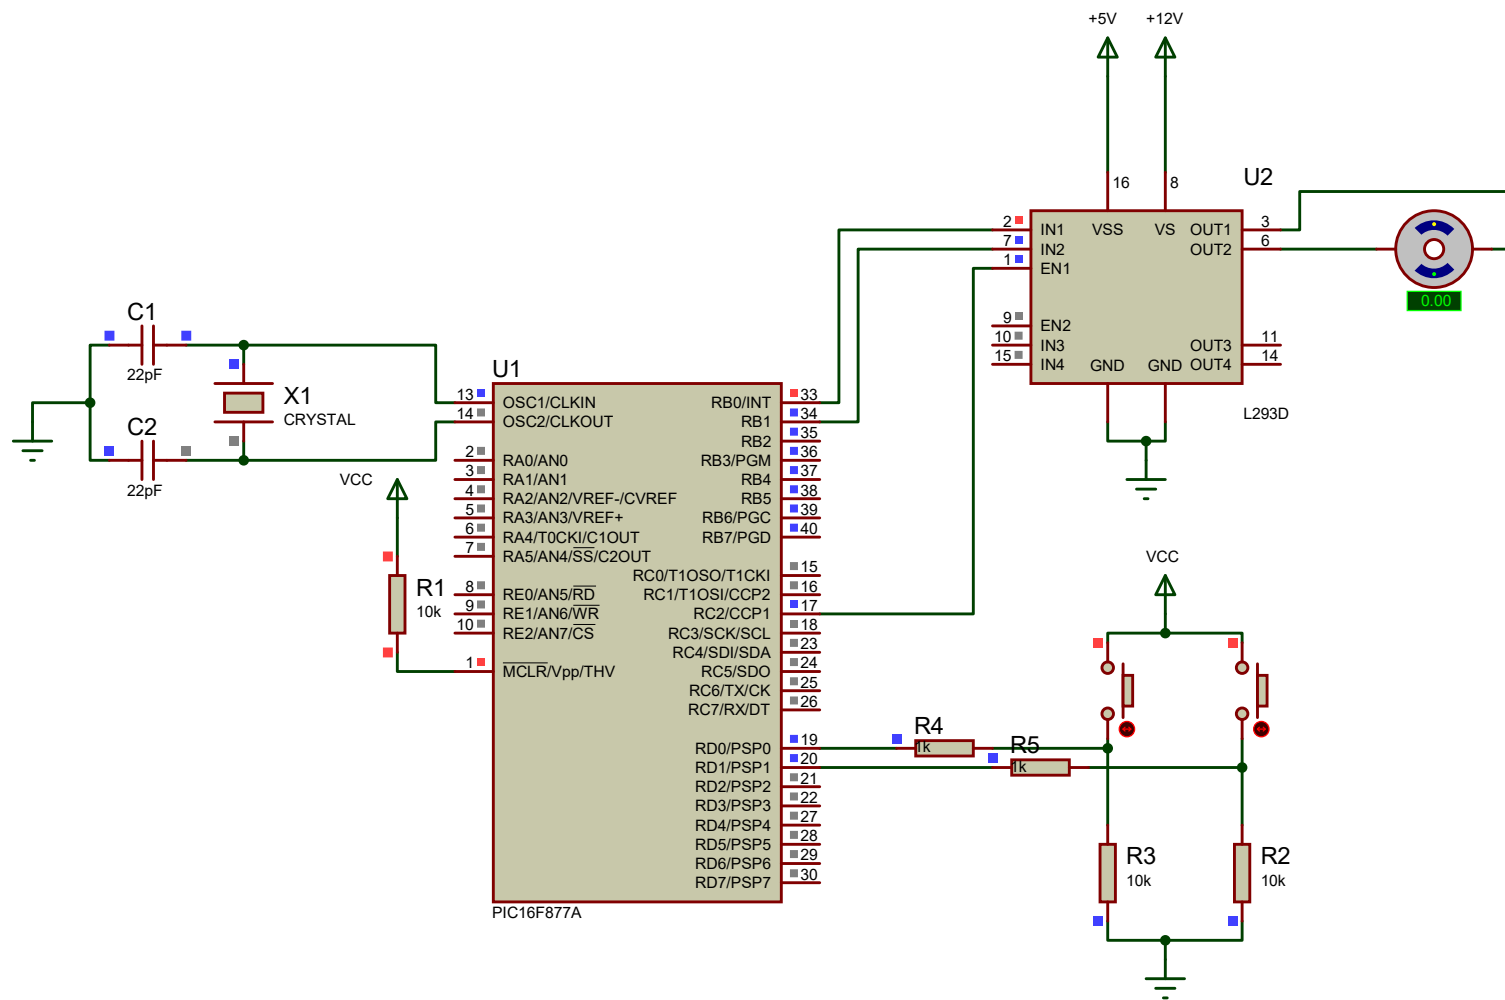 +5V +12V
U2
16 8
2 IN1 VSS VS OUT1 3
7 IN2 OUT2 6
1 EN1
9 EN2
10 IN3 OUT3 11
15 IN4 GND GND OUT4 14
L293D
0.00
C1
22pF
X1
CRYSTAL
C2
22pF
VCC
R1
10k
U1
13 OSC1/CLKIN RB0/INT 33
14 OSC2/CLKOUT RB1 34
RB2 35
2 RA0/AN0 RB3/PGM 36
3 RA1/AN1 RB4 37
4 RA2/AN2/VREF-/CVREF RB5 38
5 RA3/AN3/VREF+ RB6/PGC 39
6 RA4/T0CKI/C1OUT RB7/PGD 40
7 RA5/AN4/SS/C2OUT
RC0/T1OSO/T1CKI 15
8 RE0/AN5/RD RC1/T1OSI/CCP2 16
9 RE1/AN6/WR RC2/CCP1 17
10 RE2/AN7/CS RC3/SCK/SCL 18
RC4/SDI/SDA 23
1 MCLR/Vpp/THV RC5/SDO 24
RC6/TX/CK 25
RC7/RX/DT 26
RD0/PSP0 19
RD1/PSP1 20
RD2/PSP2 21
RD3/PSP3 22
RD4/PSP4 27
RD5/PSP5 28
RD6/PSP6 29
RD7/PSP7 30
PIC16F877A
VCC
R4
1k
R5
1k
R3
10k
R2
10k